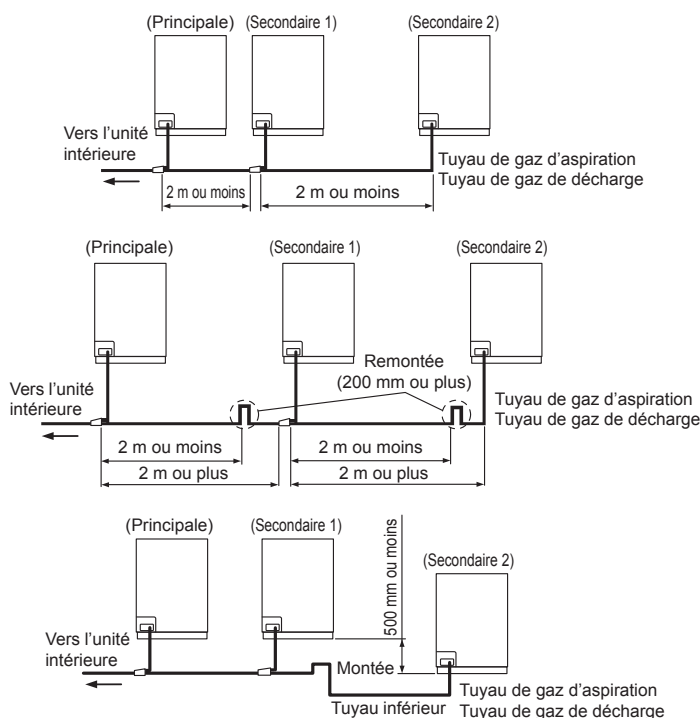 (Principale)
(Secondaire 1)
(Secondaire 2)
Vers l'unité
intérieure
Tuyau de gaz d'aspiration
Tuyau de gaz de décharge
2 m ou moins
2 m ou moins
(Principale)
(Secondaire 1)
(Secondaire 2)
Remontée
(200 mm ou plus)
Vers l'unité
intérieure
Tuyau de gaz d'aspiration
Tuyau de gaz de décharge
2 m ou moins
2 m ou moins
2 m ou plus
2 m ou plus
(Principale)
(Secondaire 1)
500 mm ou moins
(Secondaire 2)
Vers l'unité
intérieure
Montée
Tuyau inférieur
Tuyau de gaz d'aspiration
Tuyau de gaz de décharge